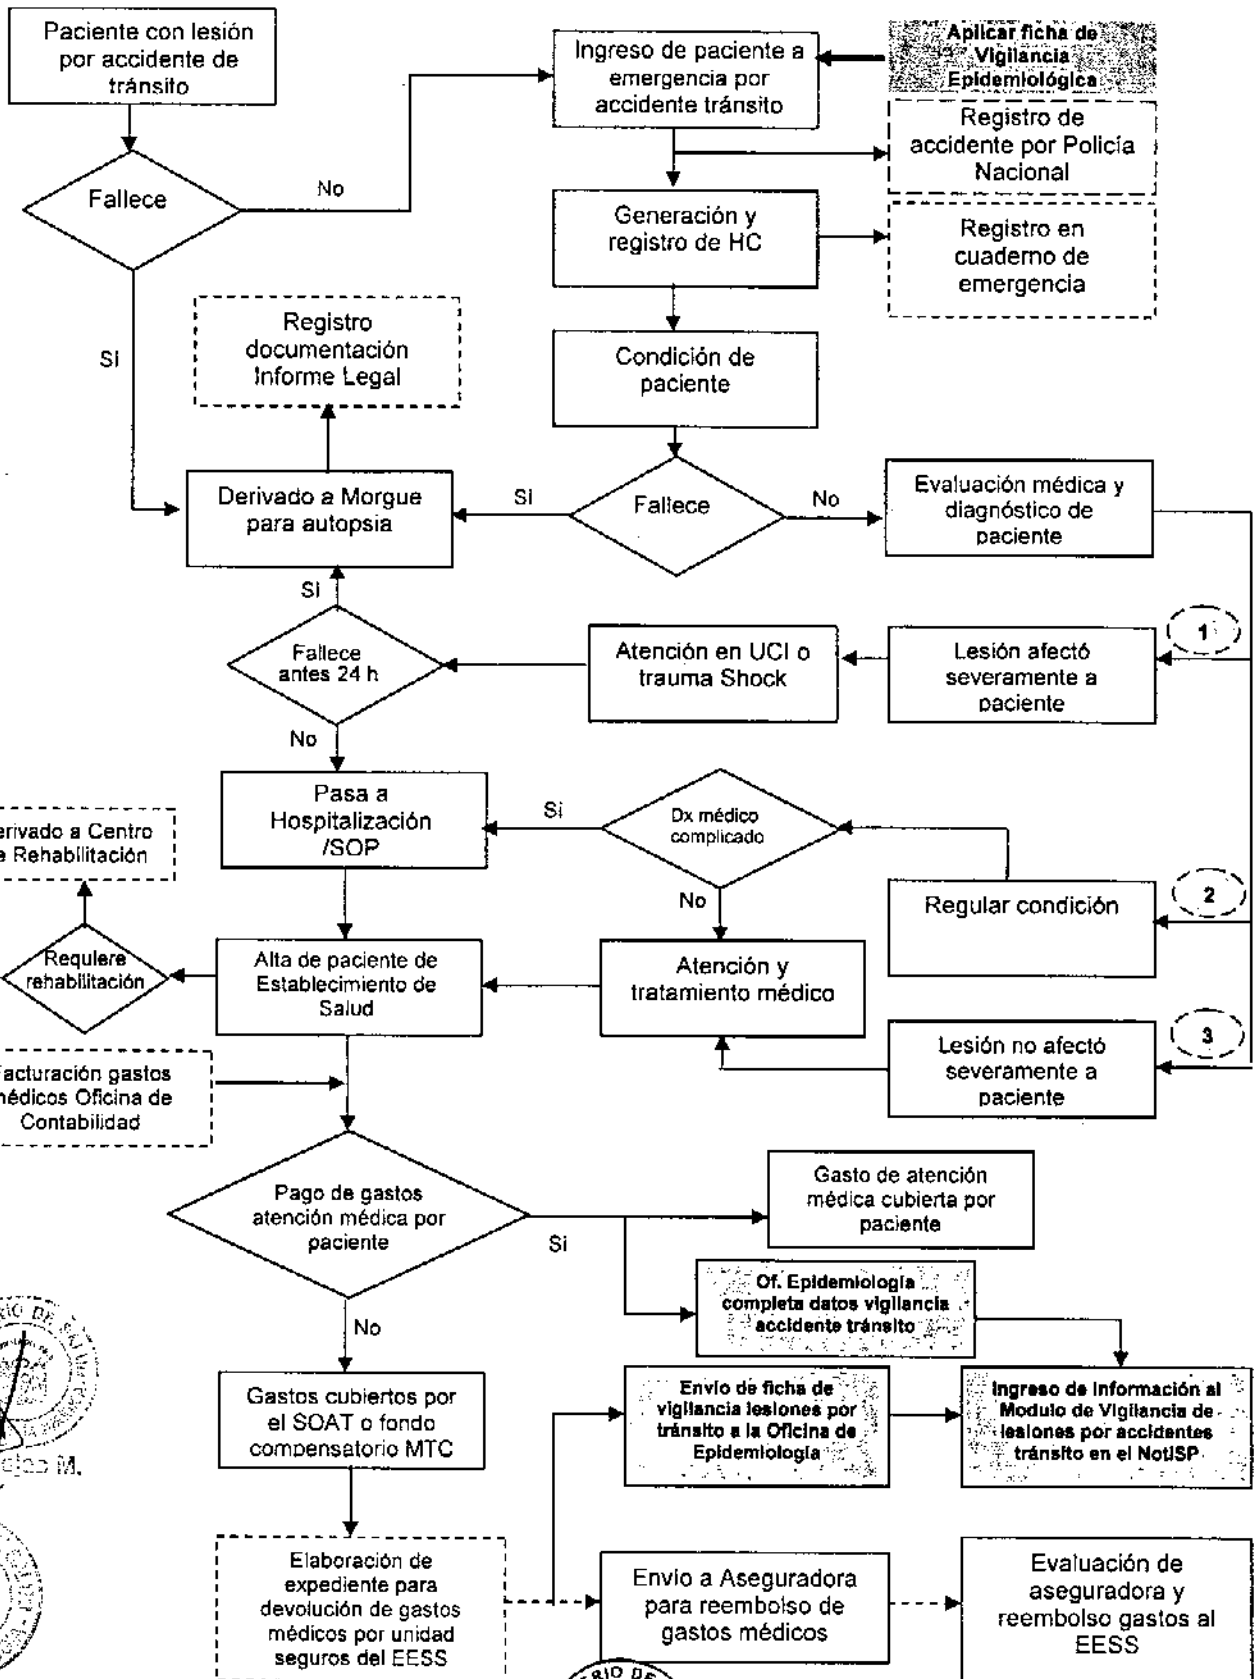 Paciente con lesión
por accidente de
tránsito
Ingreso de paciente a
emergencia por
accidente tránsito
Aplicar ficha de
Vigilancia
Epidemiológica
Registro de
accidente por Policía
Nacional
Fallece
No
Generación y
registro de HC
Registro en
cuaderno de
emergencia
Si
Registro
documentación
Informe Legal
Condición de
paciente
Derivado a Morgue
para autopsia
Si
Fallece
No
Evaluación médica y
diagnóstico de
paciente
Si
Fallece
antes 24 h
Atención en UCI o
trauma Shock
Lesión afectó
severamente a
paciente
1
No
Pasa a
Hospitalización
/SOP
Si
Dx médico
complicado
erivado a Centro
e Rehabilitación
No
Regular condición
2
Requiere
rehabilitación
Alta de paciente de
Establecimiento de
Salud
Atención y
tratamiento médico
Lesión no afectó
severamente a
paciente
3
acturación gastos
médicos Oficina de
Contabilidad
Pago de gastos
atención médica por
paciente
Si
Gasto de atención
médica cubierta por
paciente
Of. Epidemiología
completa datos vigilancia
accidente tránsito
No
Gastos cubiertos por
el SOAT o fondo
compensatorio MTC
Envío de ficha de
vigilancia lesiones por
tránsito a la Oficina de
Epidemiología
Ingreso de Información al
Modulo de Vigilancia de
lesiones por accidentes
tránsito en el NotiSP
Elaboración de
expediente para
devolución de gastos
médicos por unidad
seguros del EESS
Envío a Aseguradora
para reembolso de
gastos médicos
Evaluación de
aseguradora y
reembolso gastos al
EESS
M.
RIO DE